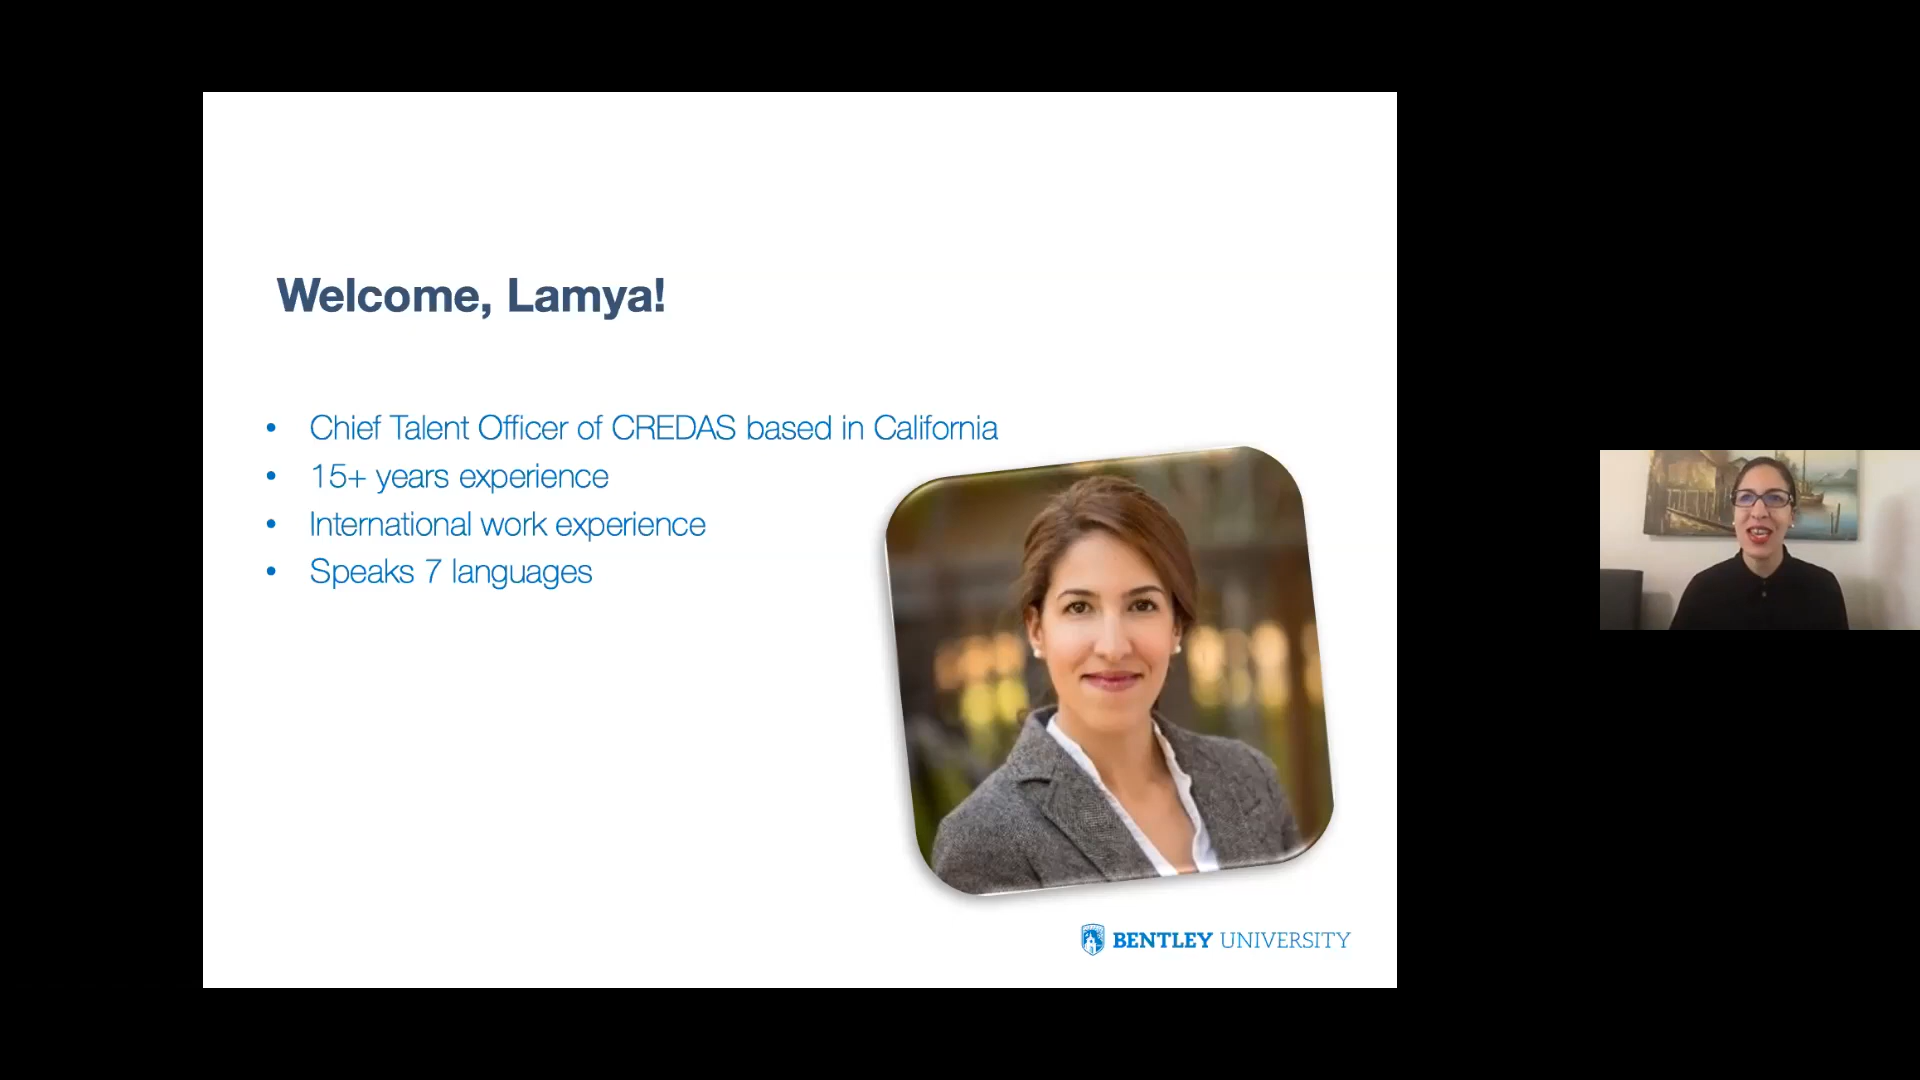 Welcome, Lamya!
• Chief Talent Officer of CREDAS based in California
• 15+ years experience
• International work experience
• Speaks 7 languages
BENTLEY UNIVERSITY